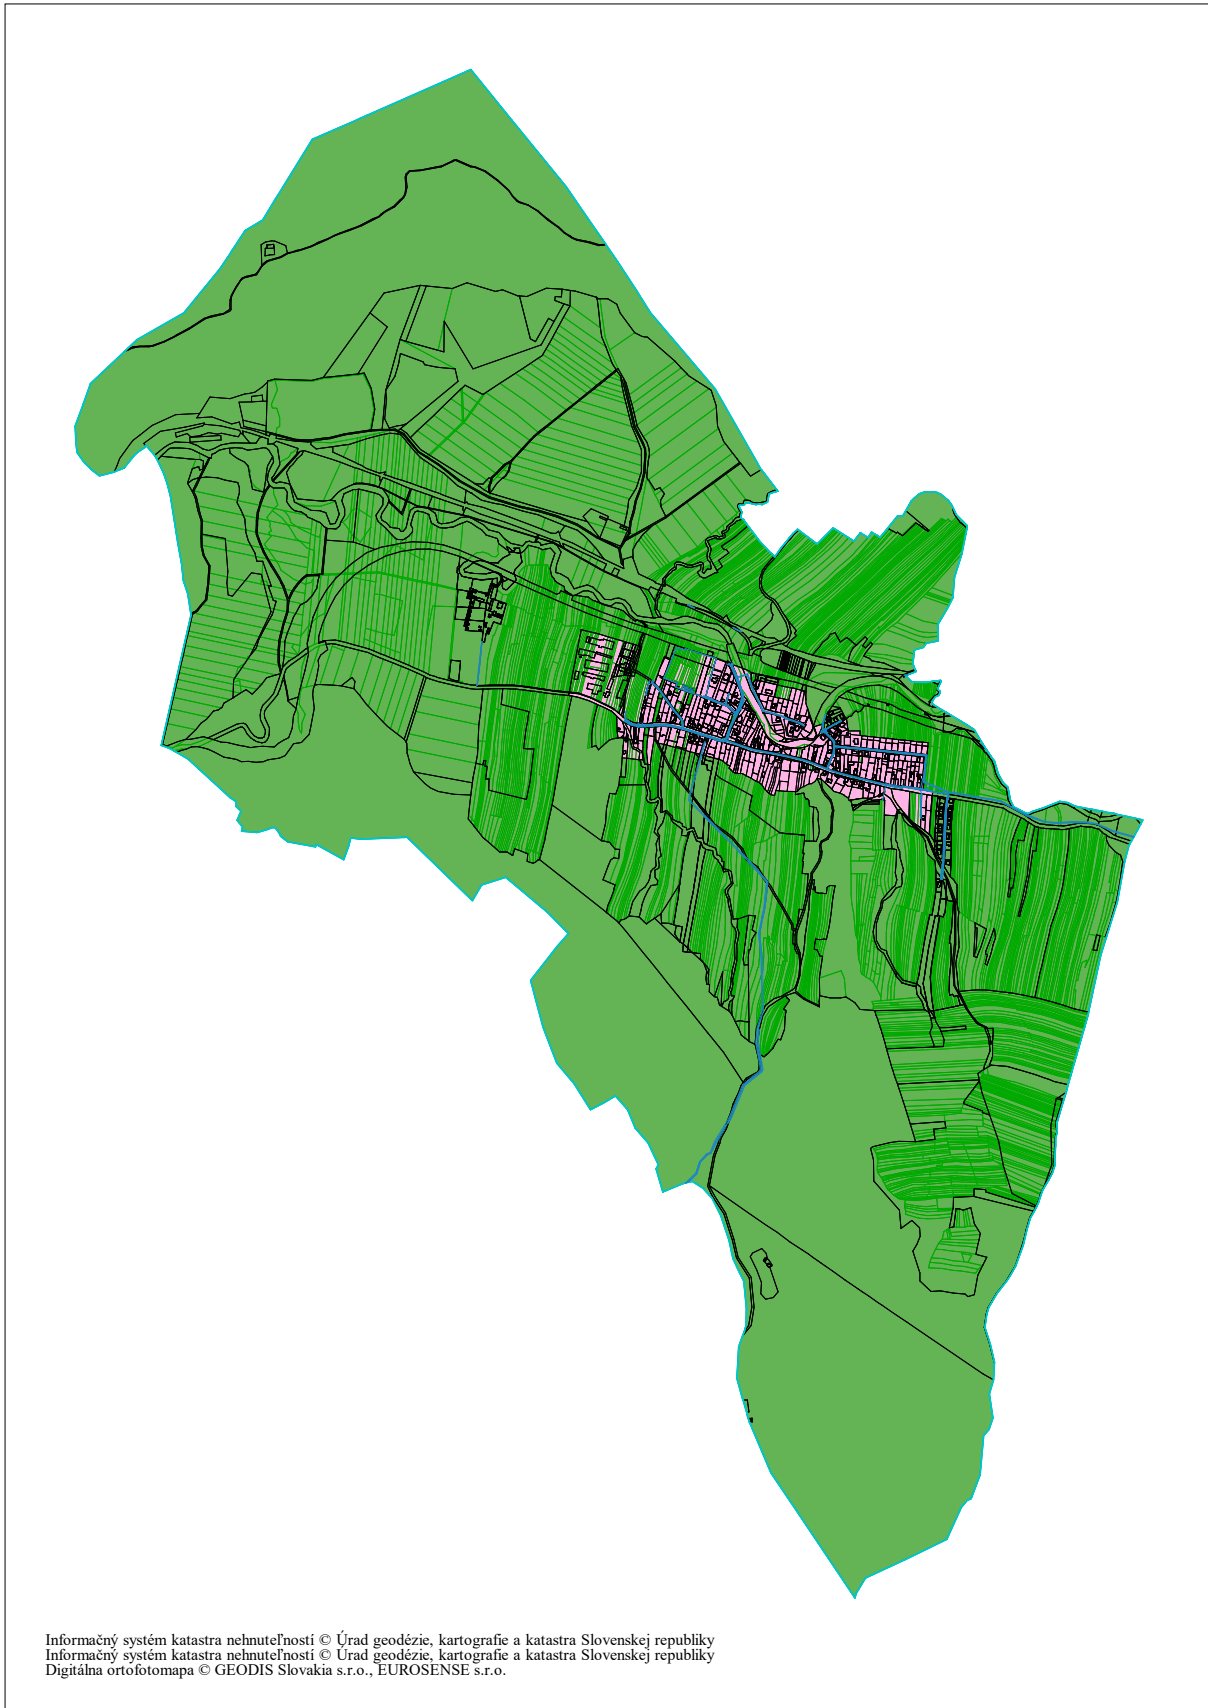 Informačný systém katastra nehnuteľností © Úrad geodézie, kartografie a katastra Slovenskej republiky
Informačný systém katastra nehnuteľností © Úrad geodézie, kartografie a katastra Slovenskej republiky
Digitálna ortofotomapa © GEODIS Slovakia s.r.o., EUROSENSE s.r.o.